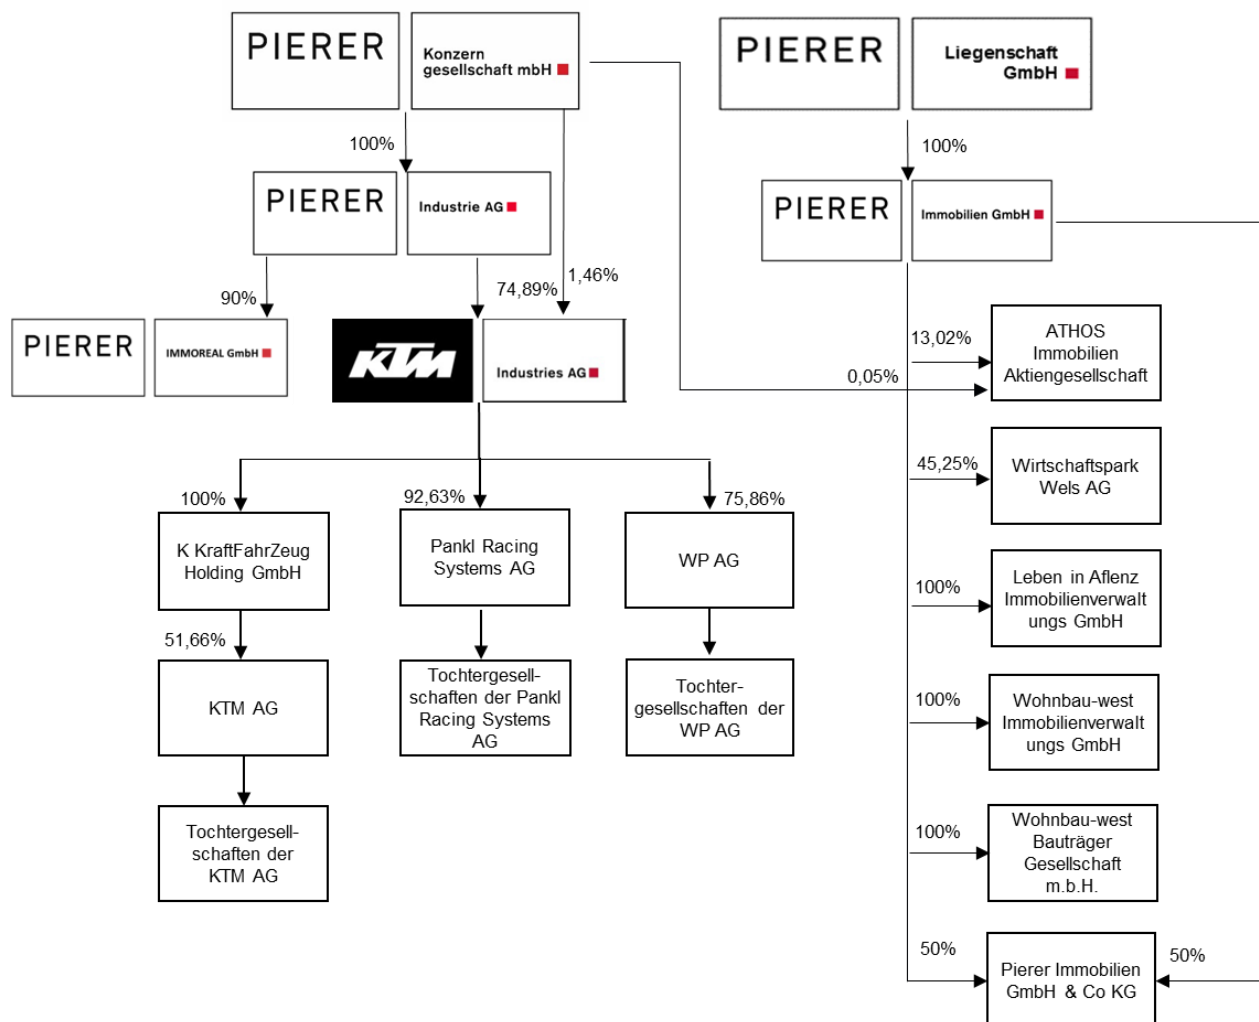 PIERER
Konzern
gesellschaft mbH
PIERER
Liegenschaft
GmbH
100%
100%
PIERER
Industrie AG
PIERER
Immobilien GmbH
90%
74,89%
1,46%
PIERER
IMMOREAL GmbH
KTM
Industries AG
13,02%
0,05%
ATHOS
Immobilien
Aktiengesellschaft
45,25%
Wirtschaftspark
Wels AG
100%
92,63%
75,86%
K KraftFahrZeug
Holding GmbH
Pankl Racing
Systems AG
WP AG
100%
Leben in Aflenz
Immobilienverwalt
ungs GmbH
51,66%
KTM AG
Tochtergesell-
schaften der Pankl
Racing Systems
AG
Tochter-
gesellschaften der
WP AG
100%
Wohnbau-west
Immobilienverwalt
ungs GmbH
Tochtergesell-
schaften der
KTM AG
100%
Wohnbau-west
Bauträger
Gesellschaft
m.b.H.
50%
Pierer Immobilien
GmbH & Co KG
50%